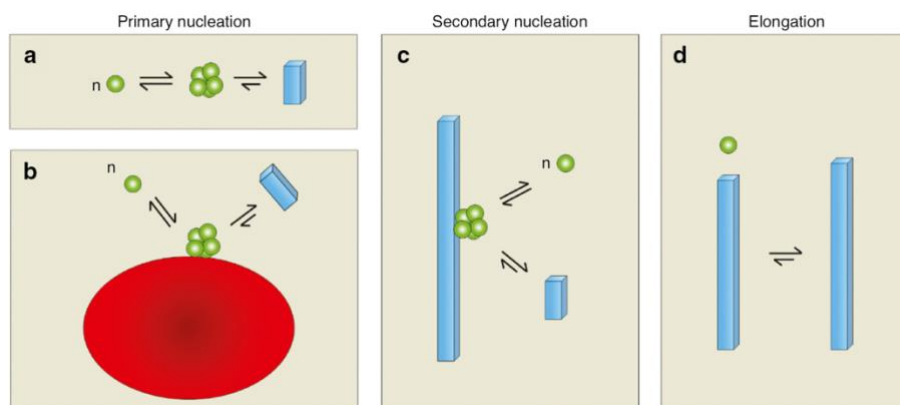 Primary nucleation
Secondary nucleation
Elongation
a
n
b
n
c
n
d